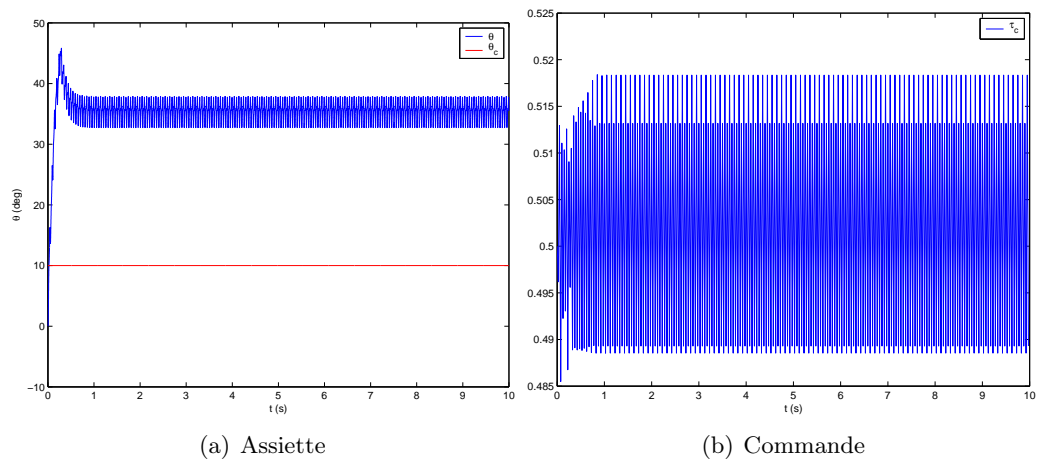 50
40
30
20
10
0
−10
θ (deg)
0 1 2 3 4 5 6 7 8 9 10
t (s)
θ
θc
(a) Assiette
0.525
0.52
0.515
0.51
0.505
0.5
0.495
0.49
0.485
0 1 2 3 4 5 6 7 8 9 10
t (s)
τc
(b) Commande